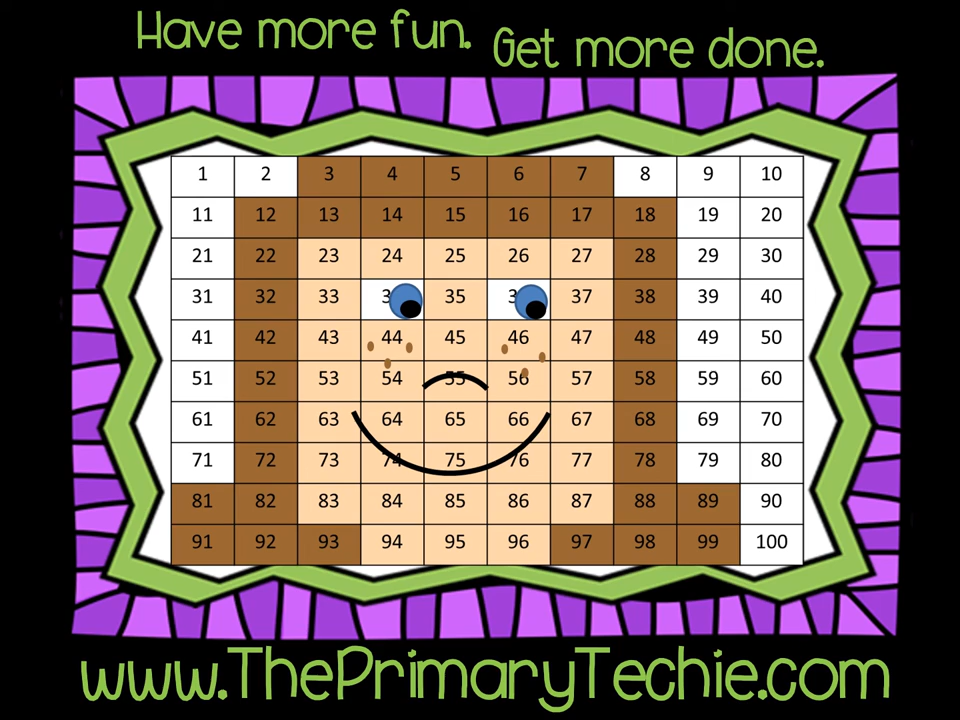 Have more fun. Get more done.
1 2 3 4 5 6 7 8 9 10
11 12 13 14 15 16 17 18 19 20
21 22 23 24 25 26 27 28 29 30
31 32 33 35 37 38 39 40
41 42 43 44 45 46 47 48 49 50
51 52 53 54 55 56 57 58 59 60
61 62 63 64 65 66 67 68 69 70
71 72 73 74 75 76 77 78 79 80
81 82 83 84 85 86 87 88 89 90
91 92 93 94 95 96 97 98 99 100
www.ThePrimaryTechie.com